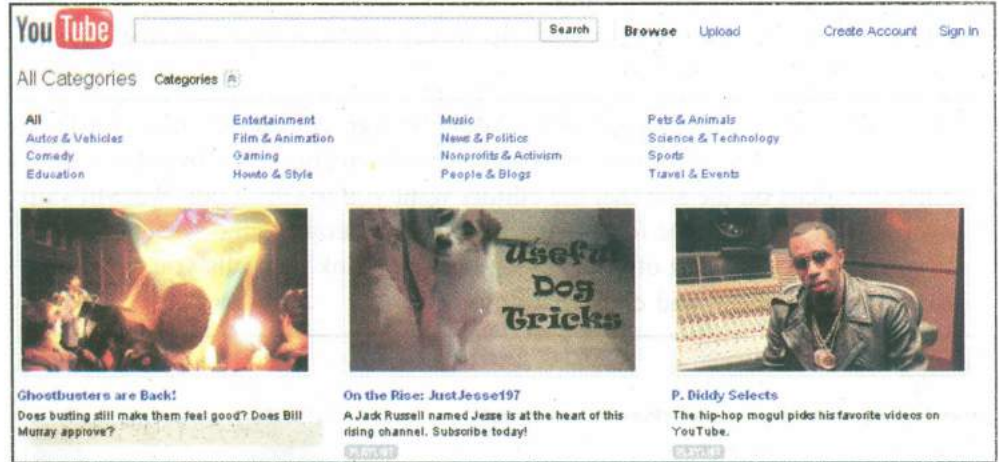 You Tube Search Browse Upload Create Account Sign In
All Categories Categories
All Entertainment Music Pets & Animals
Autos & Vehicles Film & Animation News & Politics Science & Technology
Comedy Gaming Nonprofits & Activism Sports
Education Howto & Style People & Blogs Travel & Events
Useful
Dog
Tricks
Ghostbusters are Back! On the Rise: JustJesse197 P. Diddy Selects
Does busting still make them feel good? Does Bill A Jack Russell named Jesse is at the heart of this The hip-hop mogul picks his favorite videos on
Murray approve? rising channel. Subscribe today! YouTube.
PLAYLIST PLAYLIST